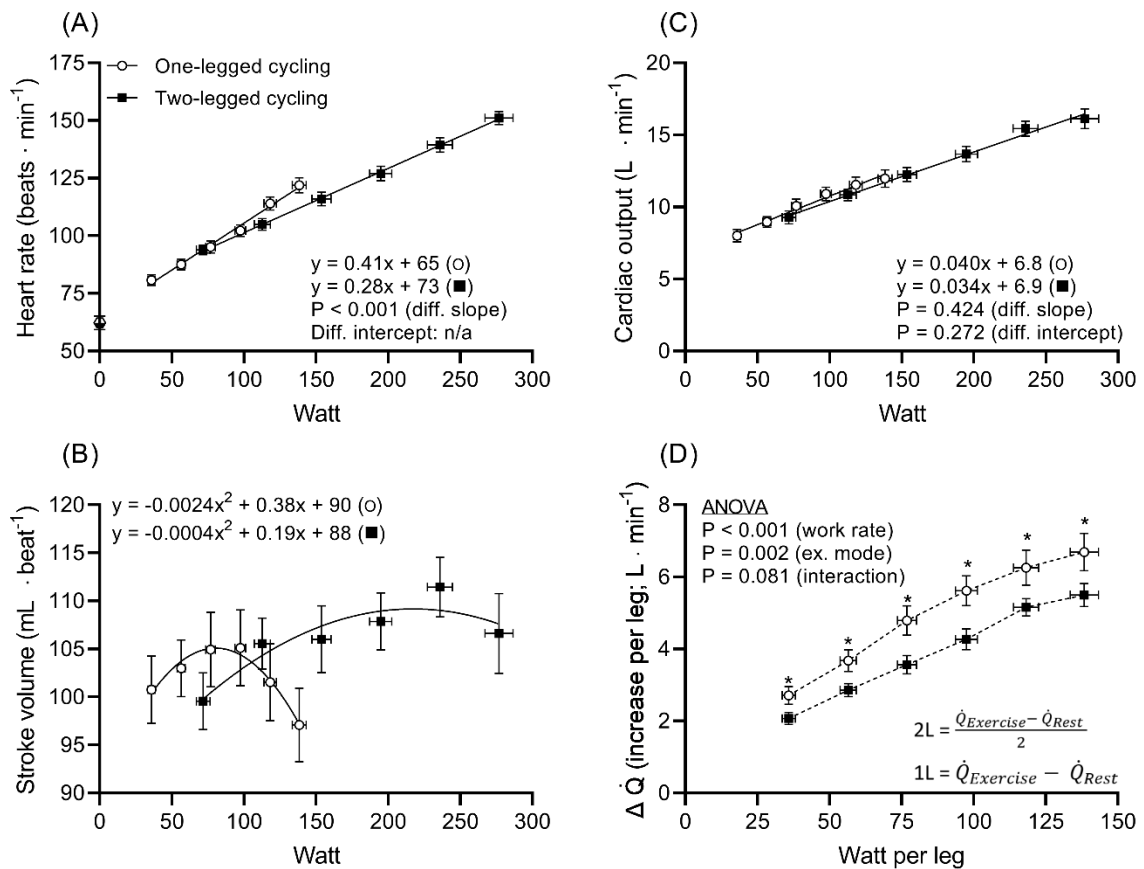 (A)
Heart rate (beats · min⁻¹)
175
150
125
100
75
50
One-legged cycling
Two-legged cycling
y = 0.41x + 65 (○)
y = 0.28x + 73 (■)
P < 0.001 (diff. slope)
Diff. intercept: n/a
0 50 100 150 200 250 300
Watt
(C)
Cardiac output (L · min⁻¹)
20
15
10
5
0
y = 0.040x + 6.8 (○)
y = 0.034x + 6.9 (■)
P = 0.424 (diff. slope)
P = 0.272 (diff. intercept)
0 50 100 150 200 250 300
Watt
(B)
Stroke volume (mL · beat⁻¹)
120
115
110
105
100
95
90
y = -0.0024x² + 0.38x + 90 (○)
y = -0.0004x² + 0.19x + 88 (■)
0 50 100 150 200 250 300
Watt
(D)
Δ Q̇ (increase per leg; L · min⁻¹)
8
6
4
2
0
ANOVA
P < 0.001 (work rate)
P = 0.002 (ex. mode)
P = 0.081 (interaction)
* * * * * *
2L = (Q̇Exercise − Q̇Rest) / 2
1L = Q̇Exercise − Q̇Rest
0 25 50 75 100 125 150
Watt per leg